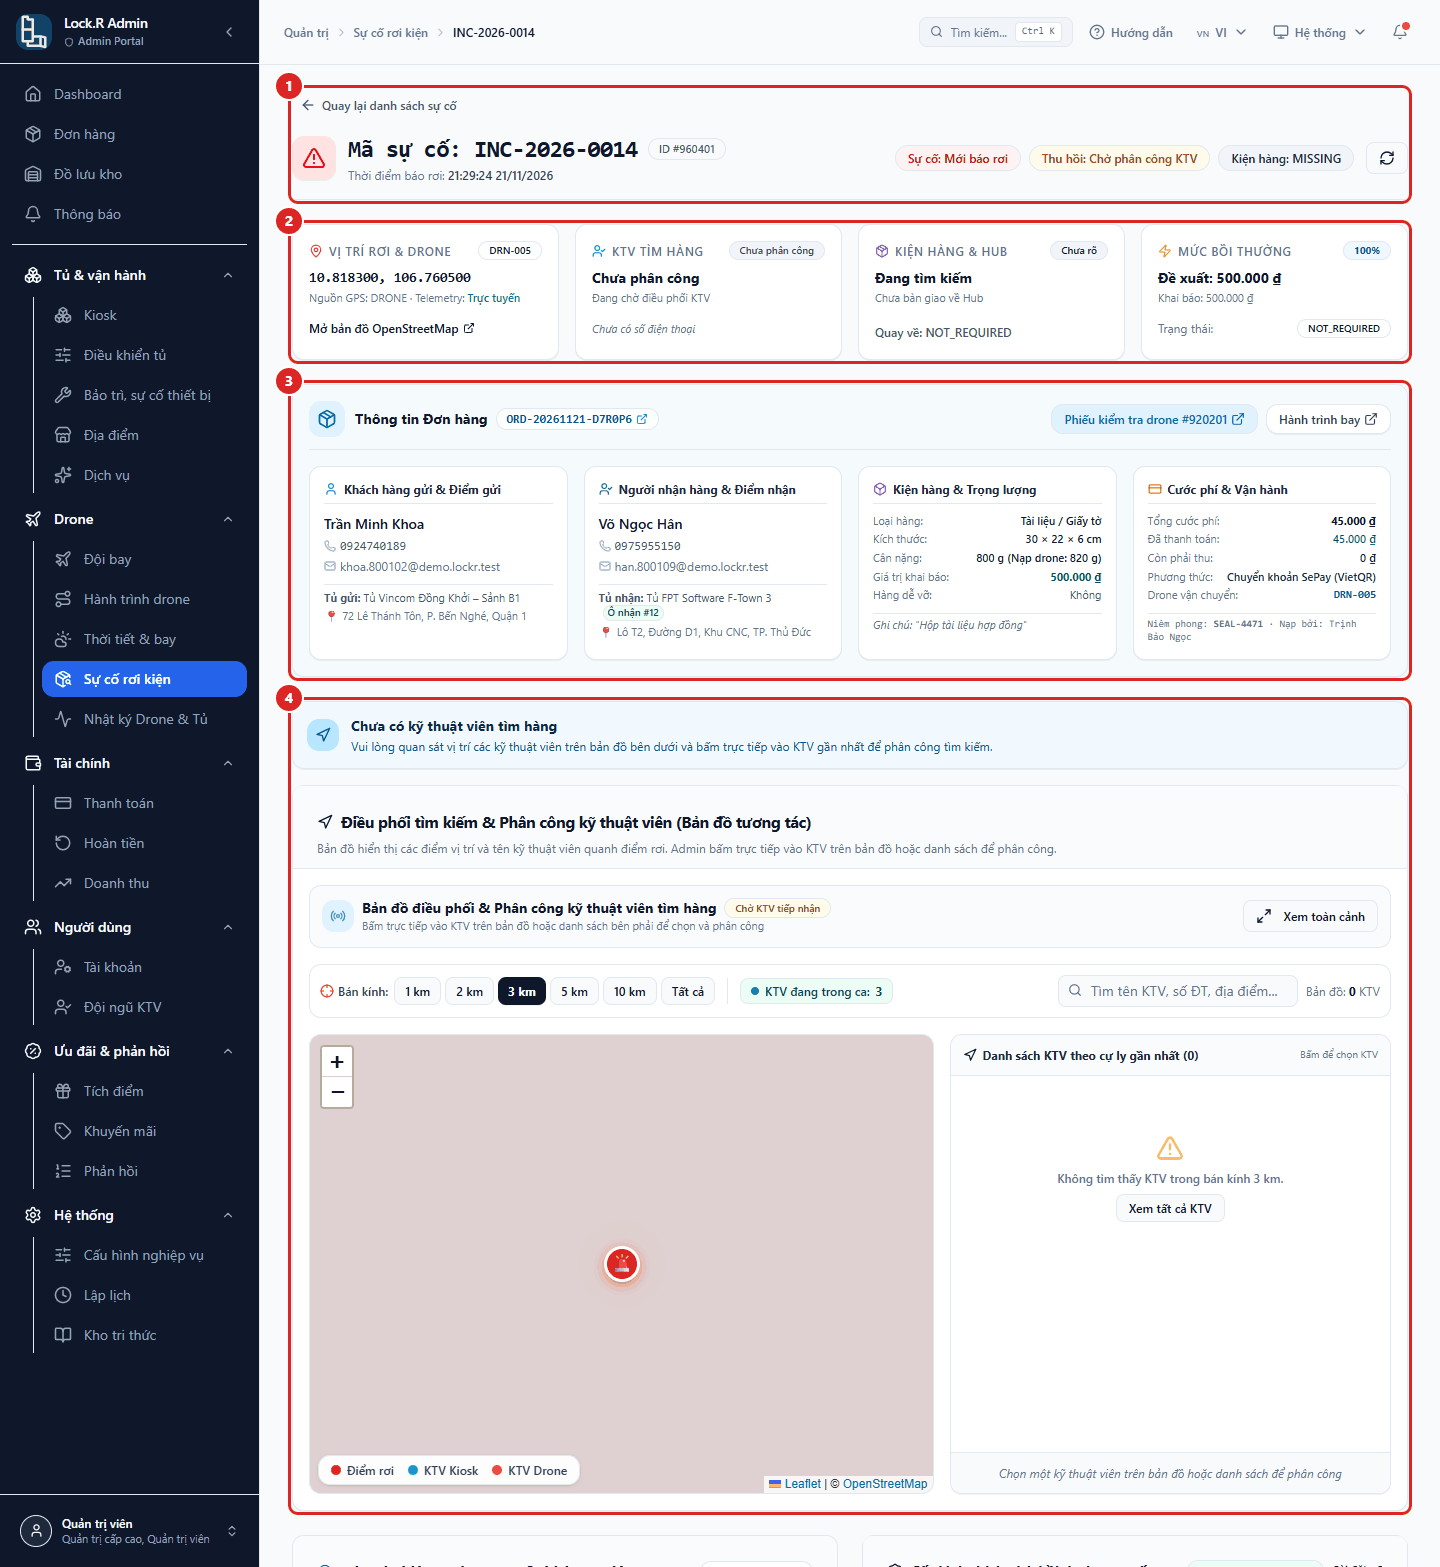 Lock.R Admin
Admin Portal
Dashboard
Đơn hàng
Đồ lưu kho
Thông báo
Tủ & vận hành
Kiosk
Điều khiển tủ
Bảo trì, sự cố thiết bị
Địa điểm
Dịch vụ
Drone
Đội bay
Hành trình drone
Thời tiết & bay
Sự cố rơi kiện
Nhật ký Drone & Tủ
Tài chính
Thanh toán
Hoàn tiền
Doanh thu
Người dùng
Tài khoản
Đội ngũ KTV
Ưu đãi & phản hồi
Tích điểm
Khuyến mãi
Phản hồi
Hệ thống
Cấu hình nghiệp vụ
Lập lịch
Kho tri thức
Quản trị viên
Quản trị cấp cao, Quản trị viên
Quản trị > Sự cố rơi kiện > INC-2026-0014
Tìm kiếm... Ctrl K
Hướng dẫn
VN VI
Hệ thống
1
Quay lại danh sách sự cố
Mã sự cố: INC-2026-0014 ID #960401
Thời điểm báo rơi: 21:29:24 21/11/2026
Sự cố: Mới báo rơi
Thu hồi: Chờ phân công KTV
Kiện hàng: MISSING
2
VỊ TRÍ RƠI & DRONE DRN-005
10.818300, 106.760500
Nguồn GPS: DRONE · Telemetry: Trực tuyến
Mở bản đồ OpenStreetMap
KTV TÌM HÀNG Chưa phân công
Chưa phân công
Đang chờ điều phối KTV
Chưa có số điện thoại
KIỆN HÀNG & HUB Chưa rõ
Đang tìm kiếm
Chưa bàn giao về Hub
Quay về: NOT_REQUIRED
MỨC BỒI THƯỜNG 100%
Đề xuất: 500.000 ₫
Khai báo: 500.000 ₫
Trạng thái: NOT_REQUIRED
3
Thông tin Đơn hàng ORD-20261121-D7R0P6
Phiếu kiểm tra drone #920201
Hành trình bay
Khách hàng gửi & Điểm gửi
Trần Minh Khoa
0924740189
khoa.800102@demo.lockr.test
Tủ gửi: Tủ Vincom Đồng Khởi – Sảnh B1
72 Lê Thánh Tôn, P. Bến Nghé, Quận 1
Người nhận hàng & Điểm nhận
Võ Ngọc Hân
0975955150
han.800109@demo.lockr.test
Tủ nhận: Tủ FPT Software F-Town 3
Ô nhận #12
Lô T2, Đường D1, Khu CNC, TP. Thủ Đức
Kiện hàng & Trọng lượng
Loại hàng: Tài liệu / Giấy tờ
Kích thước: 30 × 22 × 6 cm
Cân nặng: 800 g (Nạp drone: 820 g)
Giá trị khai báo: 500.000 ₫
Hàng dễ vỡ: Không
Ghi chú: "Hộp tài liệu hợp đồng"
Cước phí & Vận hành
Tổng cước phí: 45.000 ₫
Đã thanh toán: 45.000 ₫
Còn phải thu: 0 ₫
Phương thức: Chuyển khoản SePay (VietQR)
Drone vận chuyển: DRN-005
Niêm phong: SEAL-4471 · Nạp bởi: Trịnh
Bảo Ngọc
4
Chưa có kỹ thuật viên tìm hàng
Vui lòng quan sát vị trí các kỹ thuật viên trên bản đồ bên dưới và bấm trực tiếp vào KTV gần nhất để phân công tìm kiếm.
Điều phối tìm kiếm & Phân công kỹ thuật viên (Bản đồ tương tác)
Bản đồ hiển thị các điểm vị trí và tên kỹ thuật viên quanh điểm rơi. Admin bấm trực tiếp vào KTV trên bản đồ hoặc danh sách để phân công.
Bản đồ điều phối & Phân công kỹ thuật viên tìm hàng Chờ KTV tiếp nhận
Bấm trực tiếp vào KTV trên bản đồ hoặc danh sách bên phải để chọn và phân công
Xem toàn cảnh
Bán kính: 1 km 2 km 3 km 5 km 10 km Tất cả
KTV đang trong ca: 3
Tìm tên KTV, số ĐT, địa điểm...
Bản đồ: 0 KTV
+
−
Điểm rơi KTV Kiosk KTV Drone
Leaflet | © OpenStreetMap
Danh sách KTV theo cự ly gần nhất (0)
Bấm để chọn KTV
Không tìm thấy KTV trong bán kính 3 km.
Xem tất cả KTV
Chọn một kỹ thuật viên trên bản đồ hoặc danh sách để phân công